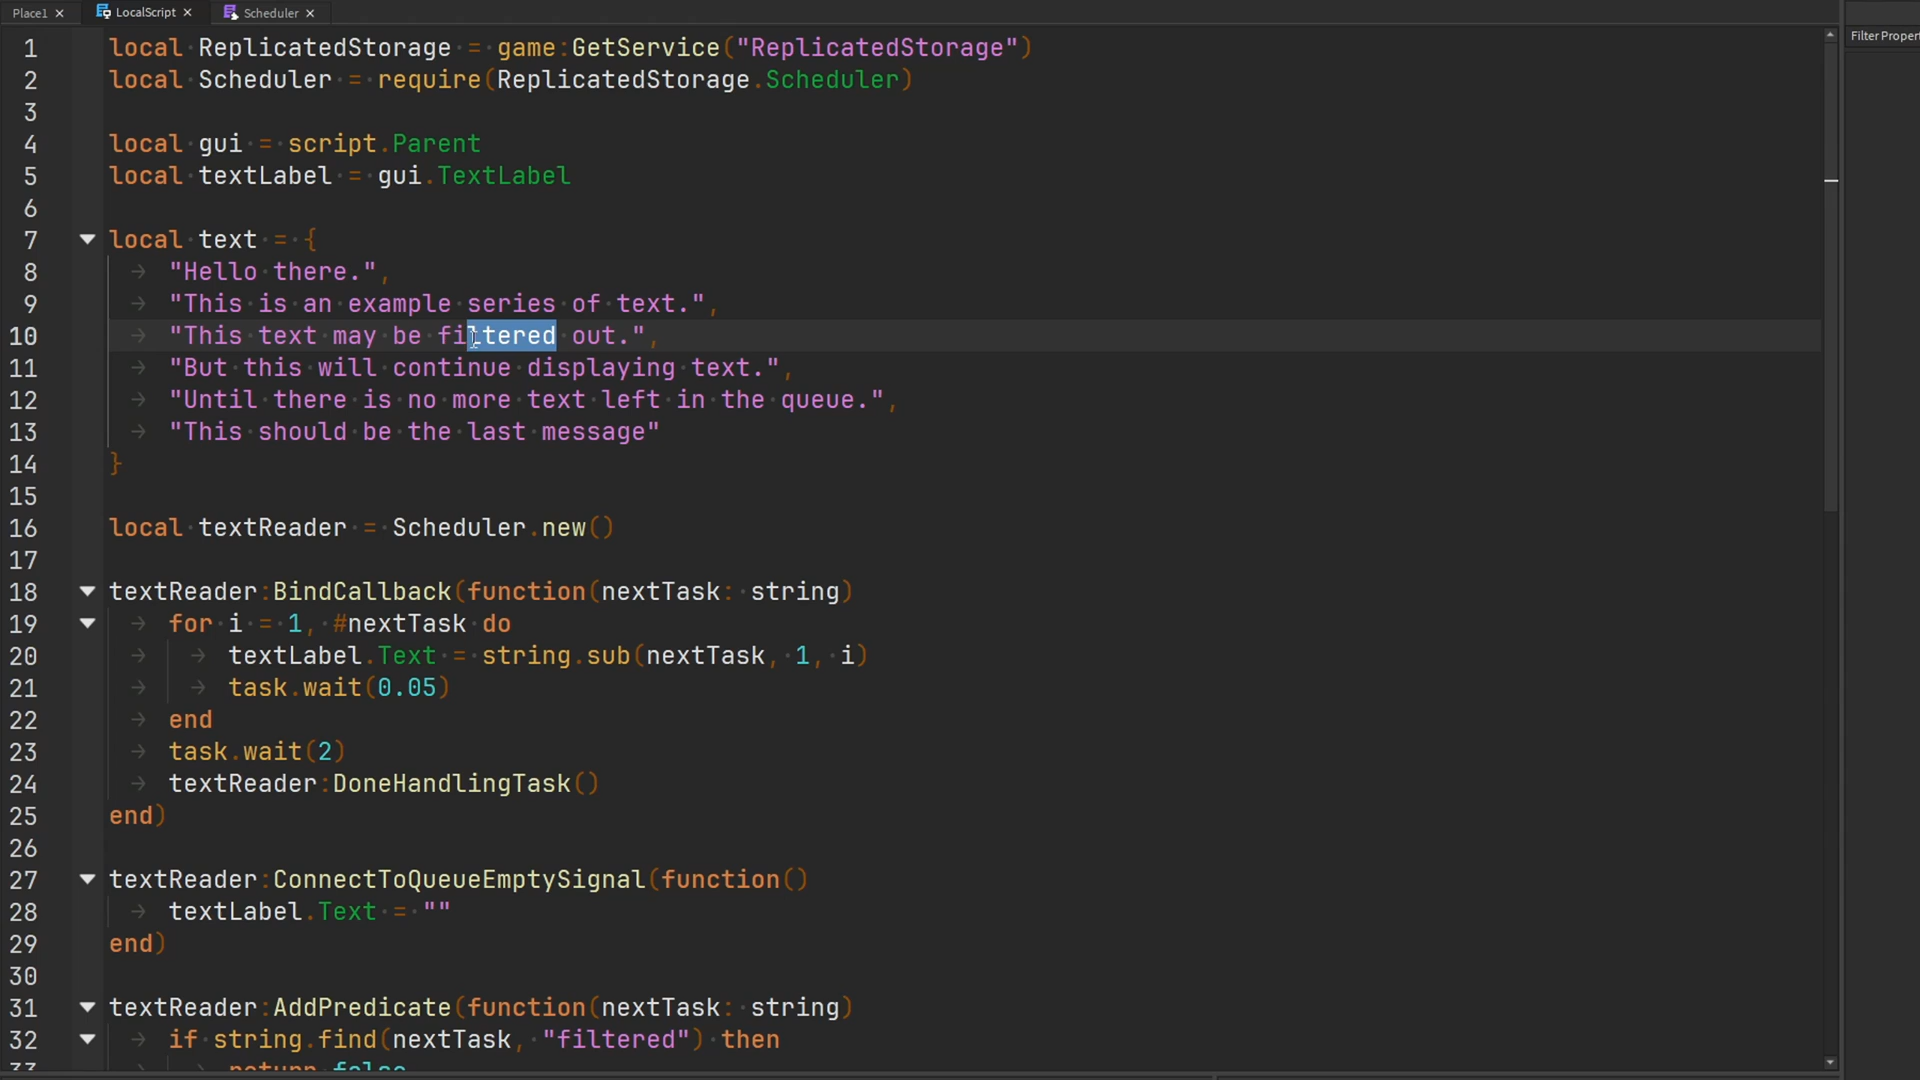 Place1 LocalScript Scheduler
Filter Propert
1 local ReplicatedStorage = game:GetService("ReplicatedStorage")
2 local Scheduler = require(ReplicatedStorage.Scheduler)
3
4 local gui = script.Parent
5 local textLabel = gui.TextLabel
6
7 local text = {
8 "Hello there.",
9 "This is an example series of text.",
10 "This text may be filtered out.",
11 "But this will continue displaying text.",
12 "Until there is no more text left in the queue.",
13 "This should be the last message"
14 }
15
16 local textReader = Scheduler.new()
17
18 textReader:BindCallback(function(nextTask: string)
19 for i = 1, #nextTask do
20 textLabel.Text = string.sub(nextTask, 1, i)
21 task.wait(0.05)
22 end
23 task.wait(2)
24 textReader:DoneHandlingTask()
25 end)
26
27 textReader:ConnectToQueueEmptySignal(function()
28 textLabel.Text = ""
29 end)
30
31 textReader:AddPredicate(function(nextTask: string)
32 if string.find(nextTask, "filtered") then
33 return false